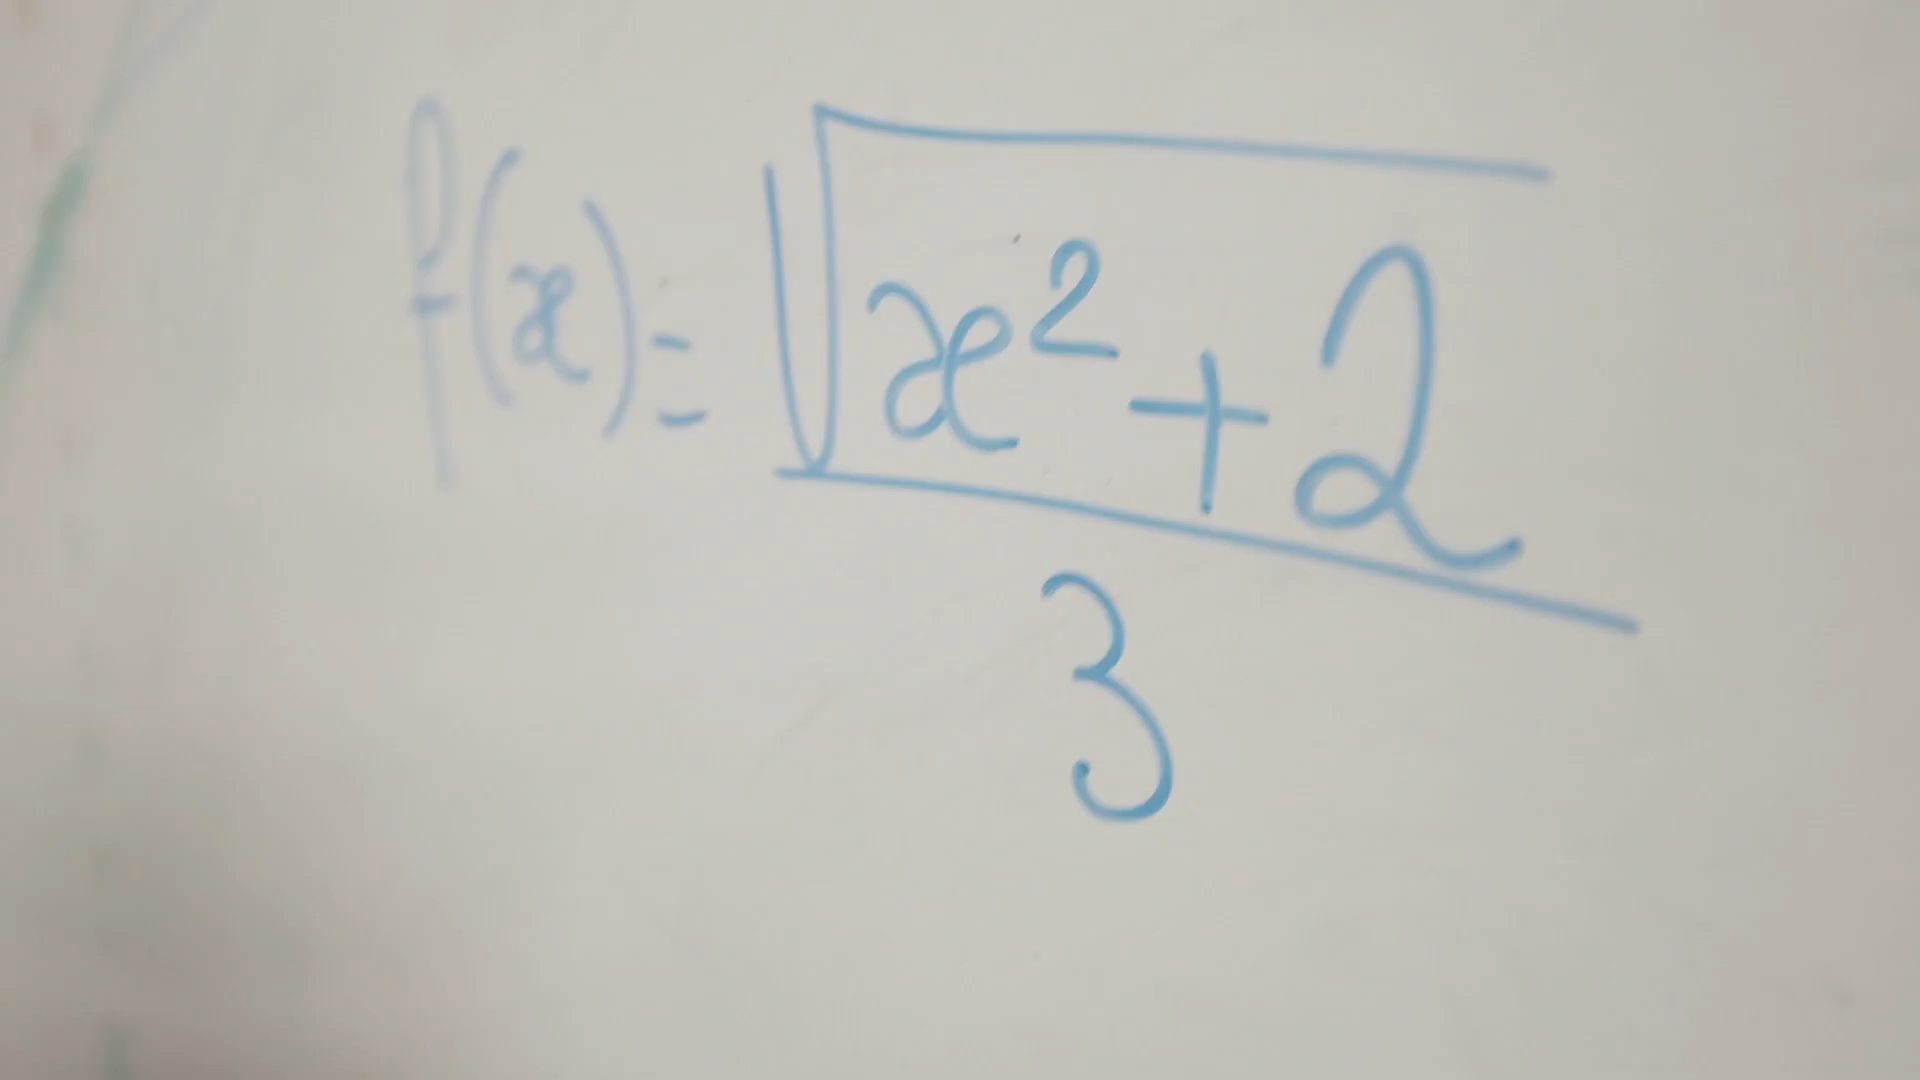 f(x) = √(x² + 2) / 3